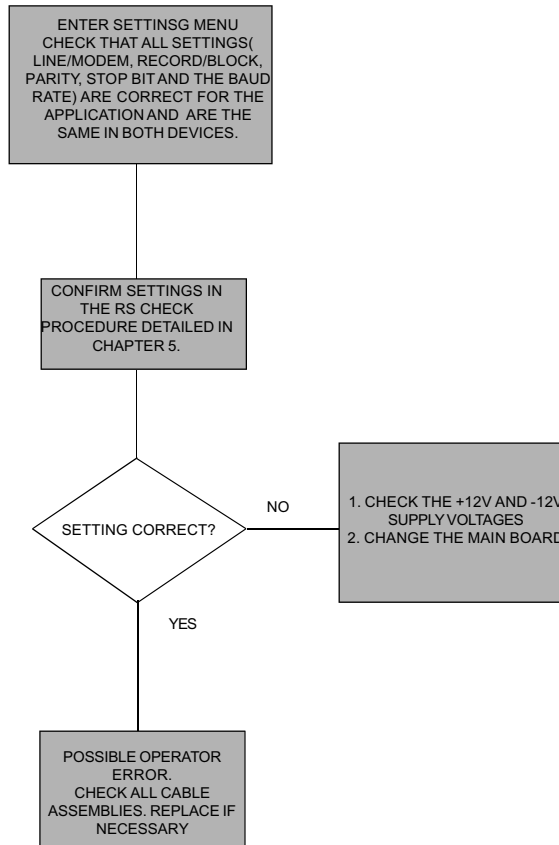 ENTER SETTINSG MENU
CHECK THAT ALL SETTINGS(
LINE/MODEM, RECORD/BLOCK,
PARITY, STOP BIT AND THE BAUD
RATE) ARE CORRECT FOR THE
APPLICATION AND ARE THE
SAME IN BOTH DEVICES.
CONFIRM SETTINGS IN
THE RS CHECK
PROCEDURE DETAILED IN
CHAPTER 5.
SETTING CORRECT?
NO
1. CHECK THE +12V AND -12V
SUPPLY VOLTAGES
2. CHANGE THE MAIN BOARD
YES
POSSIBLE OPERATOR
ERROR.
CHECK ALL CABLE
ASSEMBLIES. REPLACE IF
NECESSARY